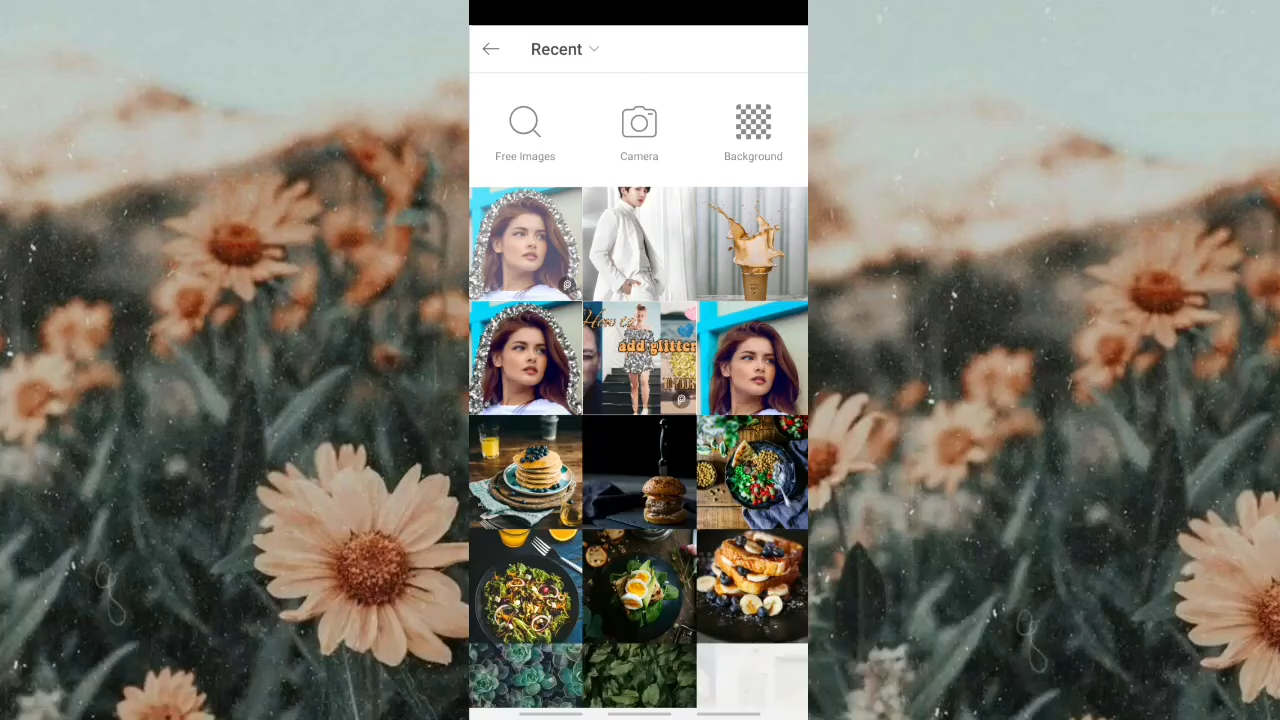 Recent
Free Images
Camera
Background
How to
add glitter